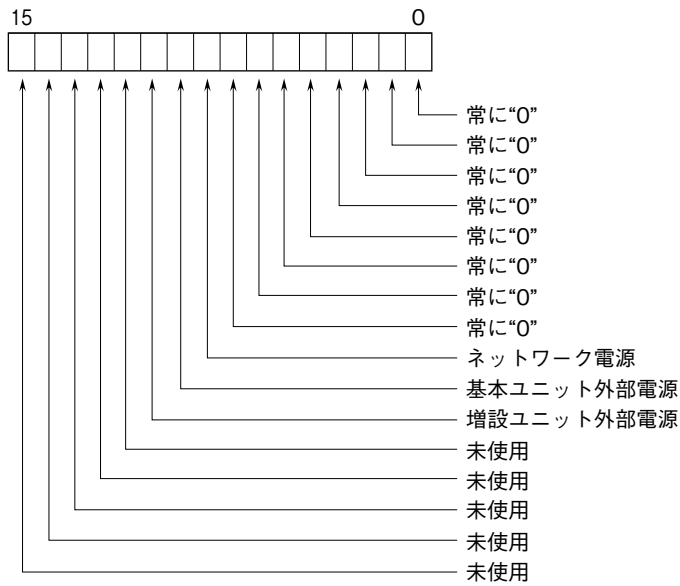 15 0
常に“0”
常に“0”
常に“0”
常に“0”
常に“0”
常に“0”
常に“0”
常に“0”
ネットワーク電源
基本ユニット外部電源
増設ユニット外部電源
未使用
未使用
未使用
未使用
未使用